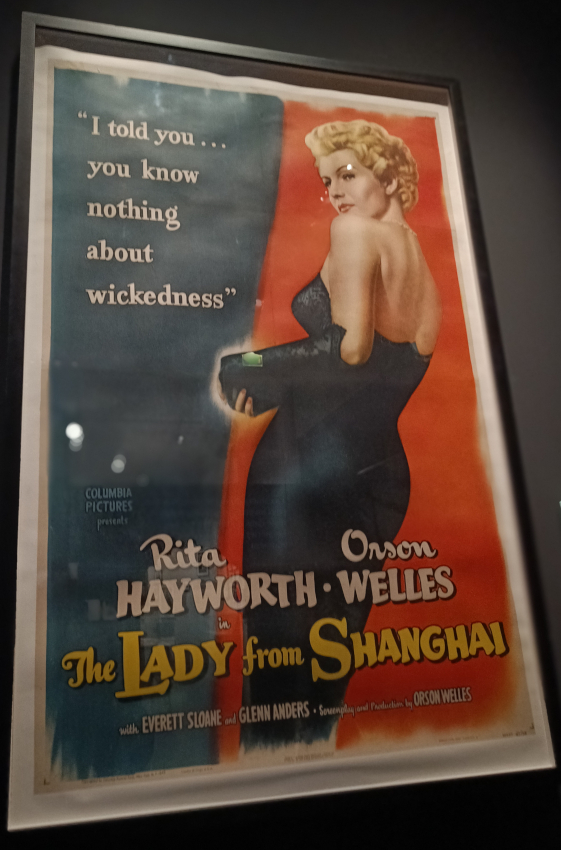 “I told you...
you know
nothing
about
wickedness”
COLUMBIA
PICTURES
presents
Rita Orson
HAYWORTH · WELLES
in
The LADY from SHANGHAI
with EVERETT SLOANE and GLENN ANDERS · Screenplay and Production by ORSON WELLES